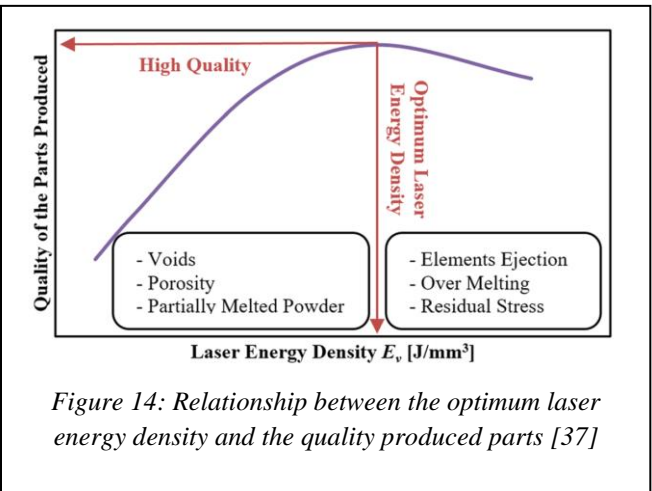 Quality of the Parts Produced
High Quality
Optimum Laser
Energy Density
- Voids
- Porosity
- Partially Melted Powder
- Elements Ejection
- Over Melting
- Residual Stress
Laser Energy Density Eᵥ [J/mm³]
Figure 14: Relationship between the optimum laser
energy density and the quality produced parts [37]